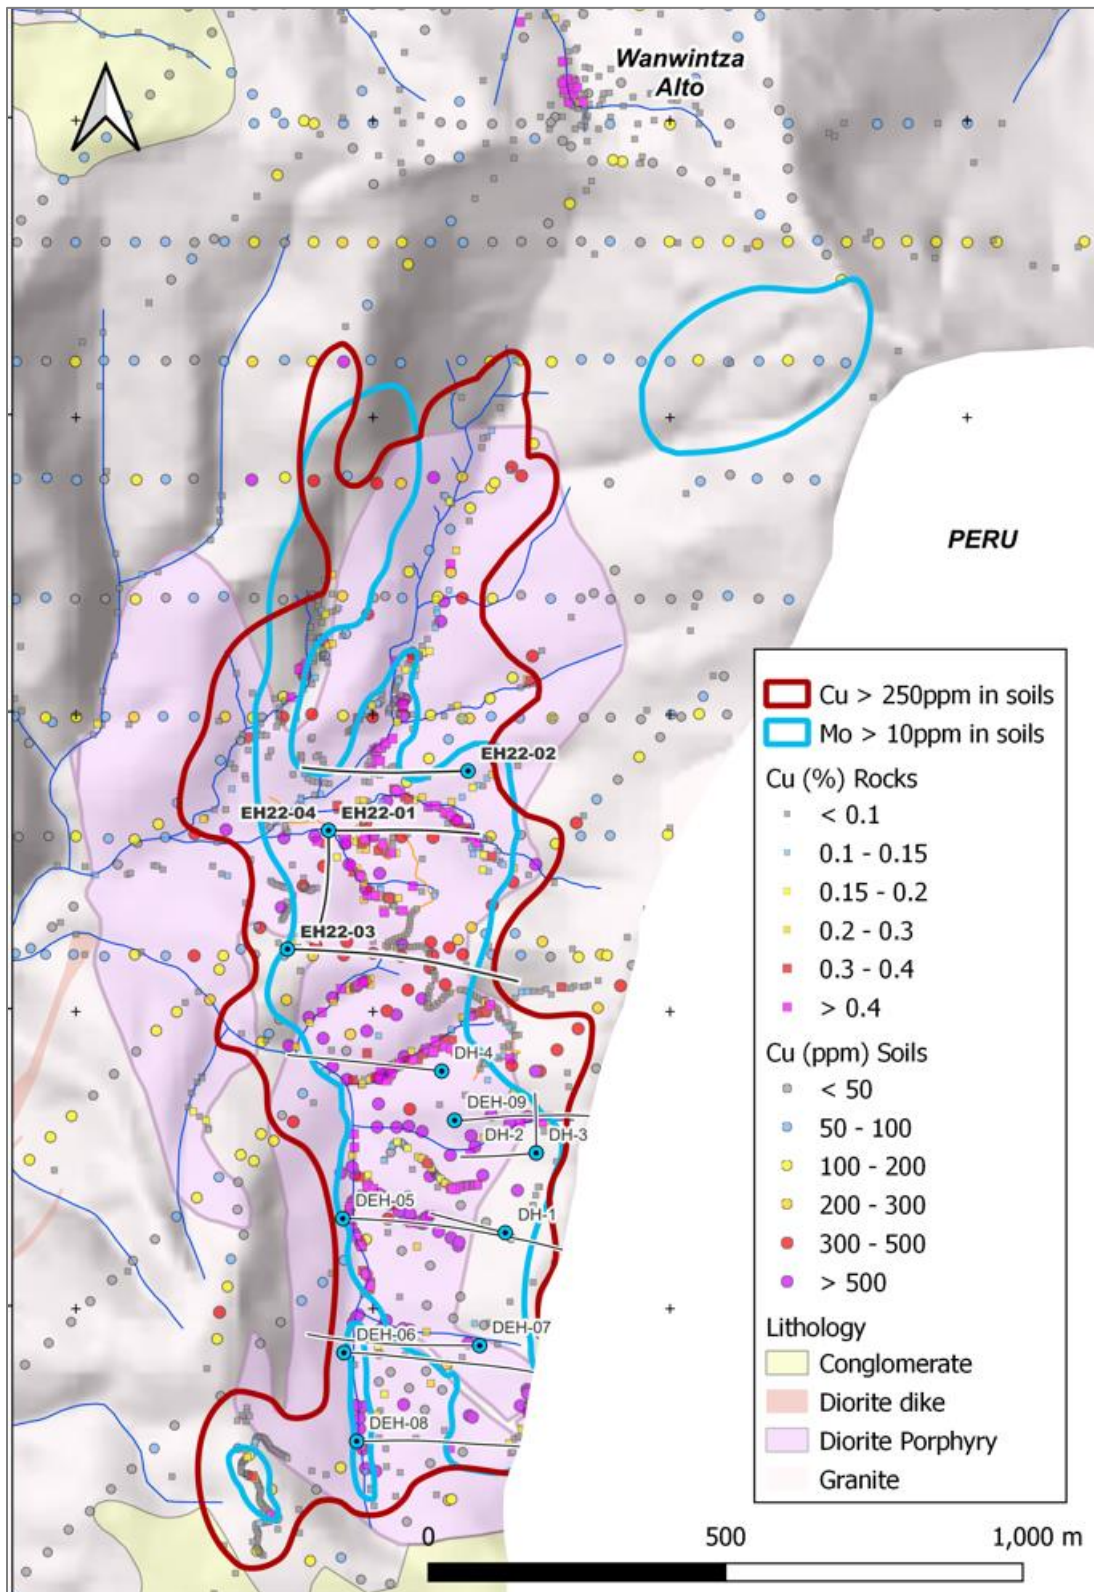 Wanwintza
Alto
PERU
EH22-02
EH22-04
EH22-01
EH22-03
DH-4
DEH-09
DH-2
DH-3
DEH-05
DH-1
DEH-07
DEH-06
DEH-08
Cu > 250ppm in soils
Mo > 10ppm in soils
Cu (%) Rocks
< 0.1
0.1 - 0.15
0.15 - 0.2
0.2 - 0.3
0.3 - 0.4
> 0.4
Cu (ppm) Soils
< 50
50 - 100
100 - 200
200 - 300
300 - 500
> 500
Lithology
Conglomerate
Diorite dike
Diorite Porphyry
Granite
0 500 1,000 m